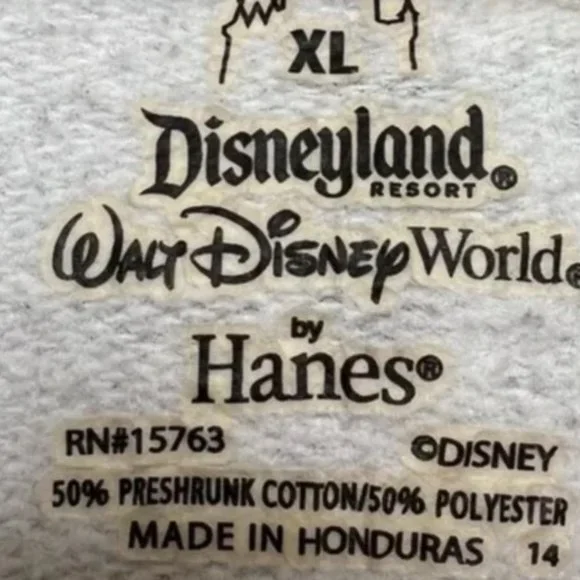 XL
Disneyland®
RESORT
WALT DISNEY World®
by
Hanes®
RN#15763 ©DISNEY
50% PRESHRUNK COTTON/50% POLYESTER
MADE IN HONDURAS 14